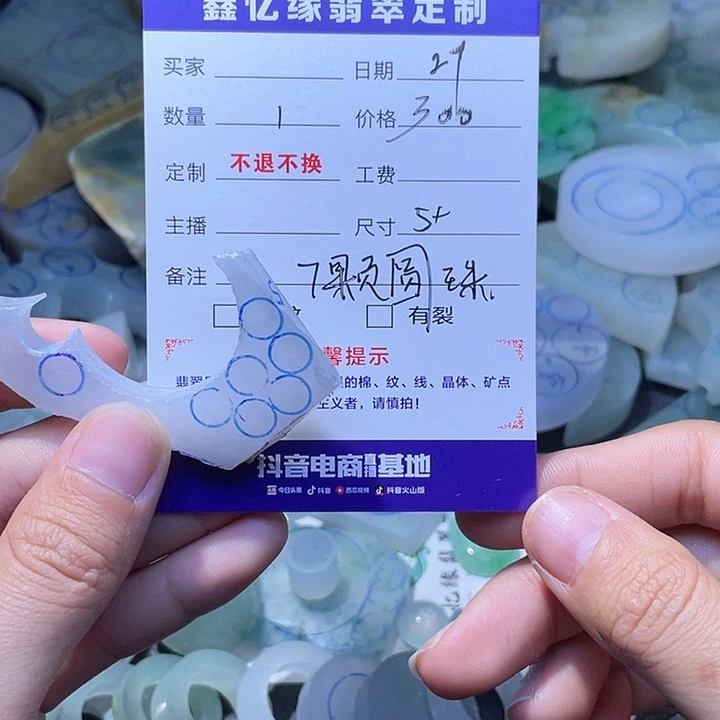 鑫亿缘翡翠定制
买家 日期 29
数量 1 价格 300
定制 不退不换 工费
主播 尺寸 5+
备注 7颗圆珠
有裂
馨提示
翡翠 的棉、纹、线、晶体、矿点
主义者，请慎拍！
抖音电商直播基地
今日头条 抖音 西瓜视频 抖音火山版